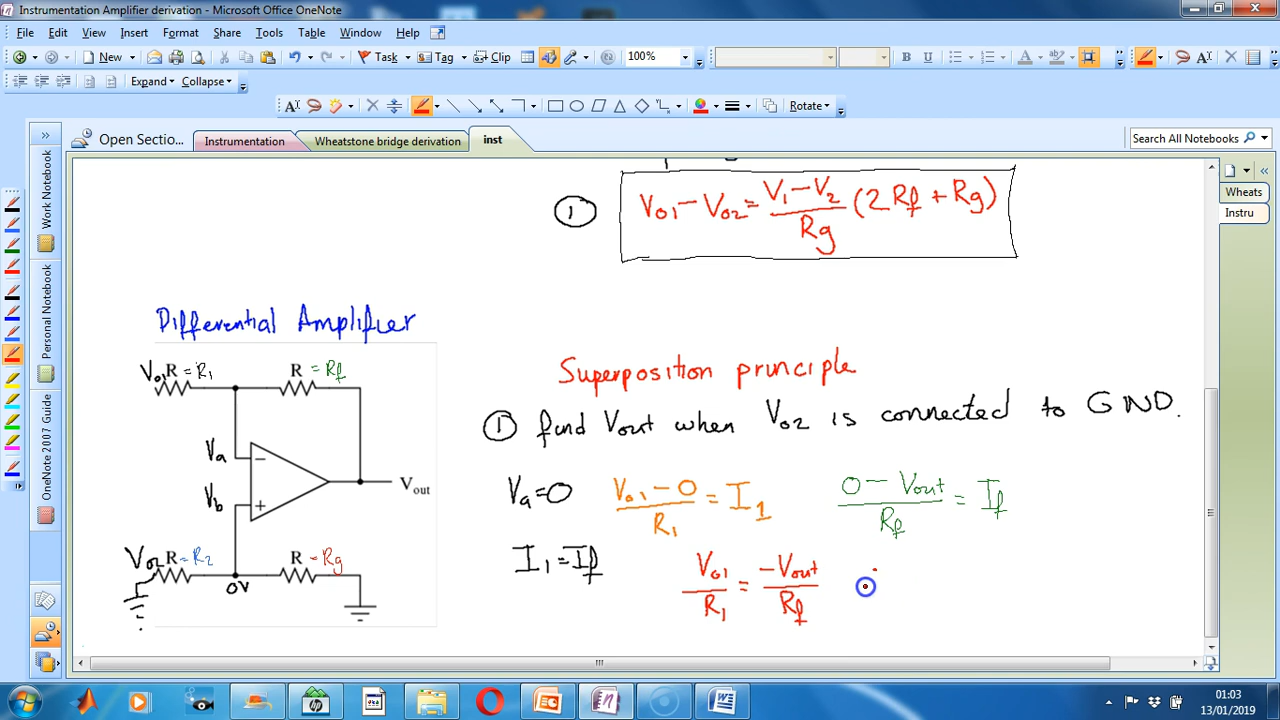 Instrumentation Amplifier derivation - Microsoft Office OneNote
File Edit View Insert Format Share Tools Table Window Help
New Task Tag Clip 100% B I U
Expand Collapse
Rotate
Open Sectio... Instrumentation Wheatstone bridge derivation inst Search All Notebooks
Work Notebook
Personal Notebook
OneNote 2007 Guide
Wheats
Instru
① Vo1 - Vo2 = V1 - V2 / Rg (2 Rf + Rg)
Differential Amplifier
Vo1 R = R1 R = Rf
Va
Vb
Vout
Vo2 R = R2 R = Rg
0V
Superposition principle
① find Vout when Vo2 is connected to GND.
Va = 0 Vo1 - 0 / R1 = I1 0 - Vout / Rf = If
I1 = If Vo1 / R1 = -Vout / Rf
W
01:03
13/01/2019